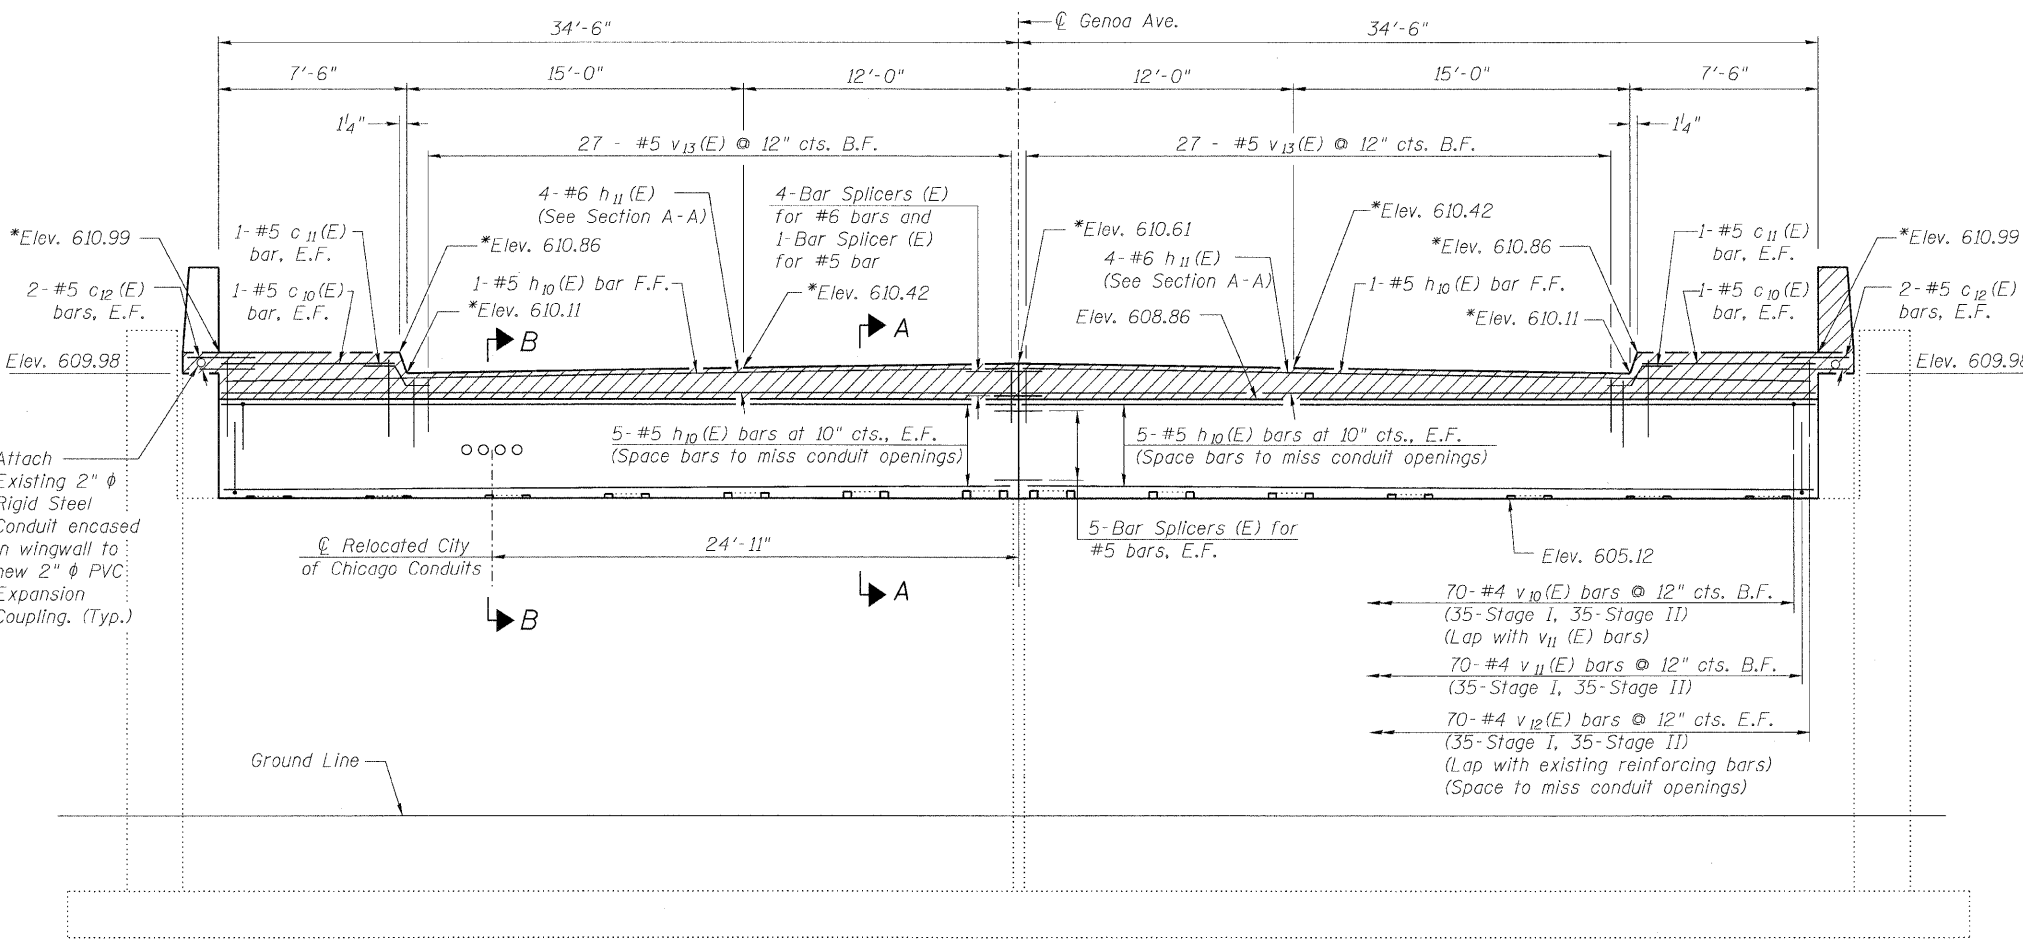 34'-6"
℄ Genoa Ave.
34'-6"
7'-6"
15'-0"
12'-0"
12'-0"
15'-0"
7'-6"
1¼"
27 - #5 v13(E) @ 12" cts. B.F.
27 - #5 v13(E) @ 12" cts. B.F.
1¼"
*Elev. 610.99
1-#5 c11(E)
bar, E.F.
4-#6 h11(E)
(See Section A-A)
*Elev. 610.86
4-Bar Splicers (E)
for #6 bars and
1-Bar Splicer (E)
for #5 bar
*Elev. 610.61
*Elev. 610.42
*Elev. 610.86
1-#5 c11(E)
bar, E.F.
*Elev. 610.99
2-#5 c12(E)
bars, E.F.
1-#5 c10(E)
bar, E.F.
1-#5 h10(E) bar F.F.
*Elev. 610.11
*Elev. 610.42
4-#6 h11(E)
(See Section A-A)
1-#5 h10(E) bar F.F.
1-#5 c10(E)
bar, E.F.
2-#5 c12(E)
bars, E.F.
Elev. 608.86
*Elev. 610.11
B
A
Elev. 609.98
Elev. 609.98
5-#5 h10(E) bars at 10" cts., E.F.
(Space bars to miss conduit openings)
5-#5 h10(E) bars at 10" cts., E.F.
(Space bars to miss conduit openings)
Attach
Existing 2" ϕ
Rigid Steel
Conduit encased
in wingwall to
new 2" ϕ PVC
Expansion
Coupling. (Typ.)
℄ Relocated City
of Chicago Conduits
24'-11"
5-Bar Splicers (E) for
#5 bars, E.F.
Elev. 605.12
B
A
70-#4 v10(E) bars @ 12" cts. B.F.
(35-Stage I, 35-Stage II)
(Lap with v11 (E) bars)
70-#4 v11(E) bars @ 12" cts. B.F.
(35-Stage I, 35-Stage II)
70-#4 v12(E) bars @ 12" cts. E.F.
(35-Stage I, 35-Stage II)
(Lap with existing reinforcing bars)
(Space to miss conduit openings)
Ground Line